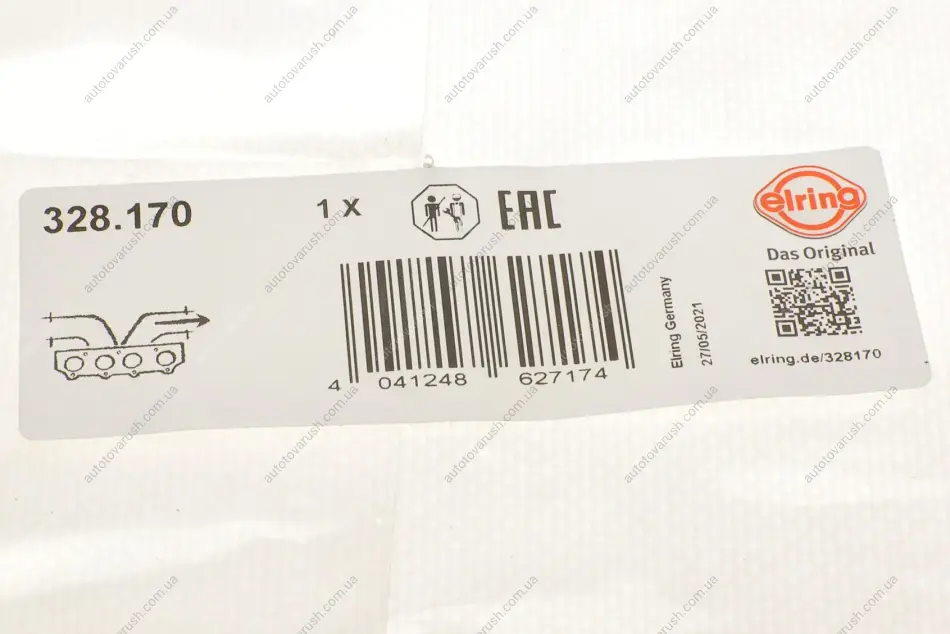 328.170
1 X
EAC
elring
Das Original
elring.de/328170
Elring Germany
27/05/2021
4 041248 627174
autotovarush.com.ua